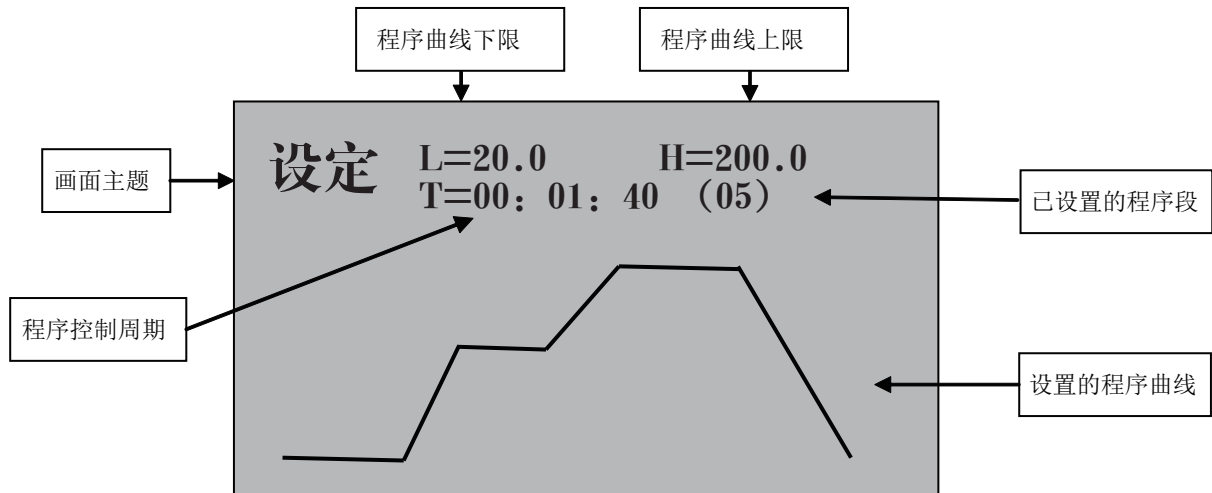 程序曲线下限
程序曲线上限
画面主题
设定
L=20.0
H=200.0
T=00：01：40 （05）
已设置的程序段
程序控制周期
设置的程序曲线